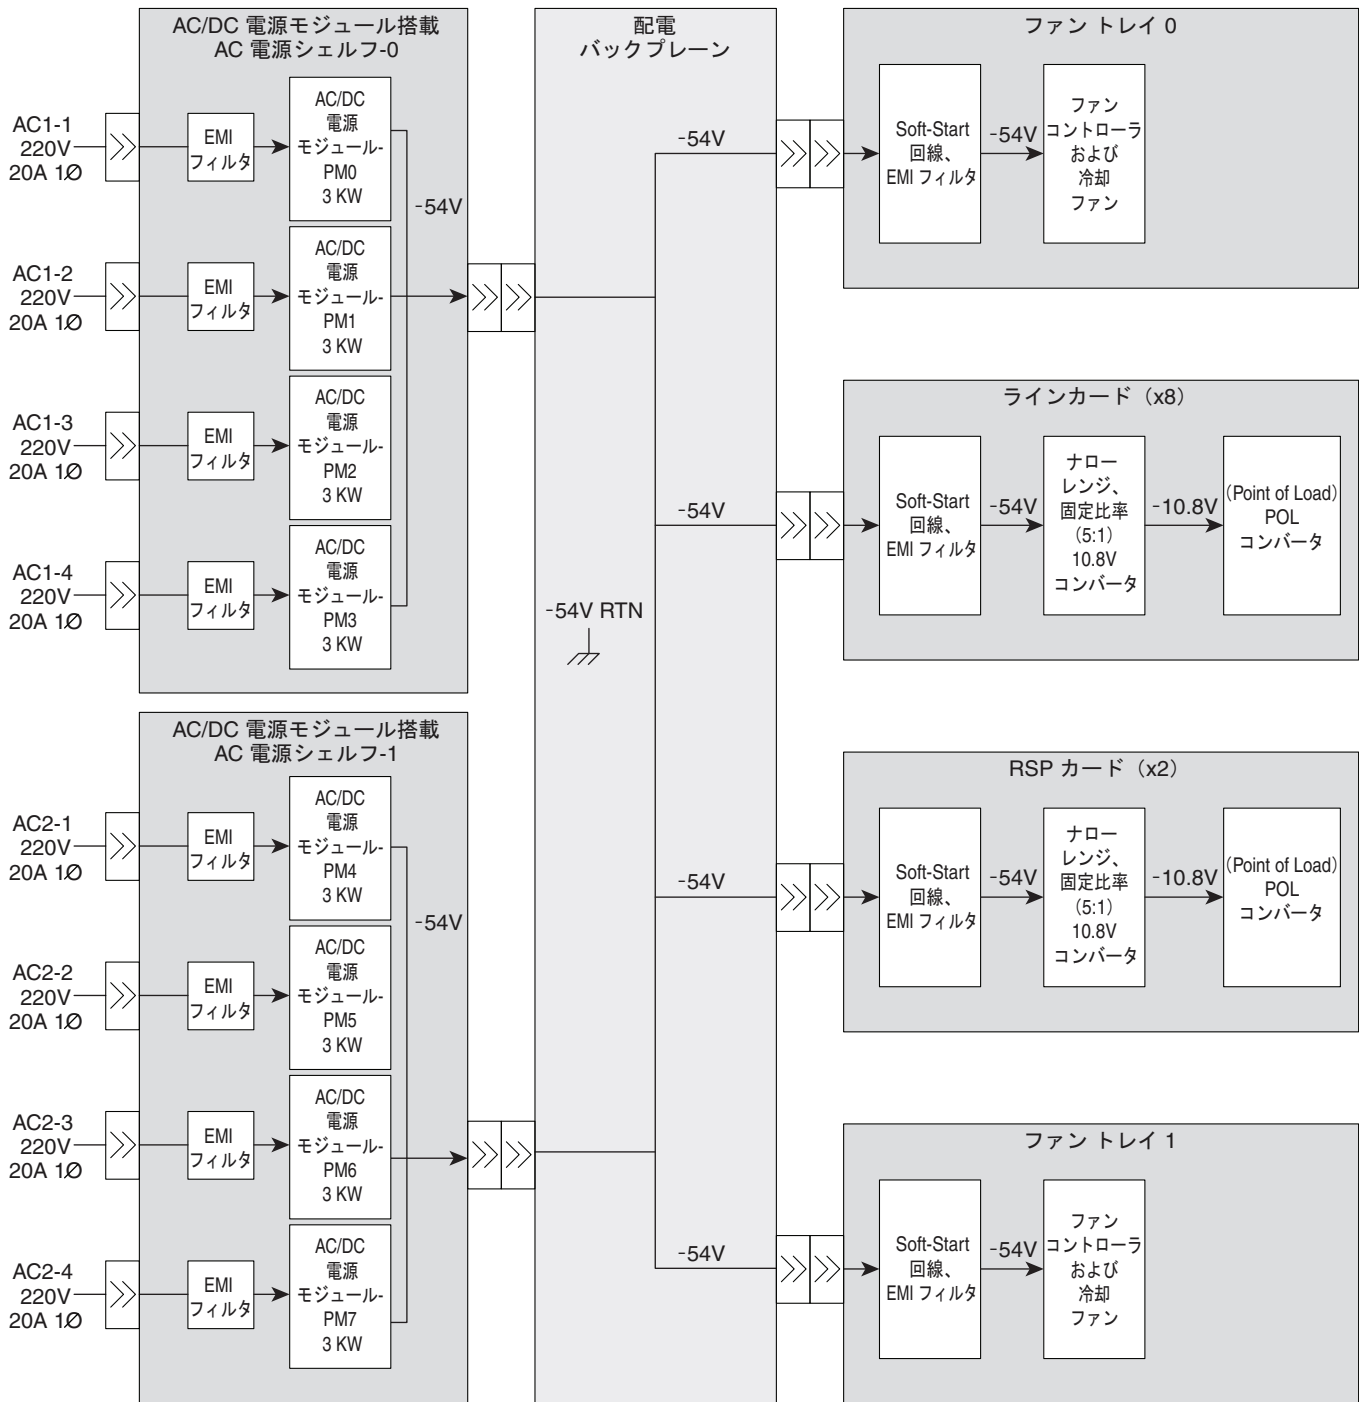 AC/DC 電源モジュール搭載
AC 電源シェルフ-0
AC1-1
220V
20A 1Ø
EMI
フィルタ
AC/DC
電源
モジュール-
PM0
3 KW
-54V
AC1-2
220V
20A 1Ø
EMI
フィルタ
AC/DC
電源
モジュール-
PM1
3 KW
AC1-3
220V
20A 1Ø
EMI
フィルタ
AC/DC
電源
モジュール-
PM2
3 KW
AC1-4
220V
20A 1Ø
EMI
フィルタ
AC/DC
電源
モジュール-
PM3
3 KW
AC/DC 電源モジュール搭載
AC 電源シェルフ-1
AC2-1
220V
20A 1Ø
EMI
フィルタ
AC/DC
電源
モジュール-
PM4
3 KW
-54V
AC2-2
220V
20A 1Ø
EMI
フィルタ
AC/DC
電源
モジュール-
PM5
3 KW
AC2-3
220V
20A 1Ø
EMI
フィルタ
AC/DC
電源
モジュール-
PM6
3 KW
AC2-4
220V
20A 1Ø
EMI
フィルタ
AC/DC
電源
モジュール-
PM7
3 KW
配電
バックプレーン
-54V
-54V
-54V RTN
-54V
-54V
ファン トレイ 0
Soft-Start
回線、
EMI フィルタ
-54V
ファン
コントローラ
および
冷却
ファン
ラインカード（x8）
Soft-Start
回線、
EMI フィルタ
-54V
ナロー
レンジ、
固定比率
（5:1）
10.8V
コンバータ
-10.8V
(Point of Load)
POL
コンバータ
RSP カード（x2）
Soft-Start
回線、
EMI フィルタ
-54V
ナロー
レンジ、
固定比率
（5:1）
10.8V
コンバータ
-10.8V
(Point of Load)
POL
コンバータ
ファン トレイ 1
Soft-Start
回線、
EMI フィルタ
-54V
ファン
コントローラ
および
冷却
ファン